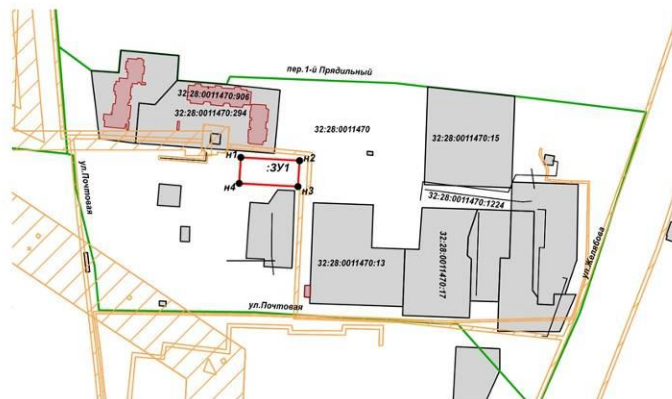 пер. 1-й Прядильный
32:28:0011470:906
32:28:0011470:294
32:28:0011470
32:28:0011470:15
н1
:ЗУ1
н2
н4
н3
ул.Почтовая
32:28:0011470:1224
32:28:0011470:13
32:28:0011470:17
ул.Желябова
ул.Почтовая